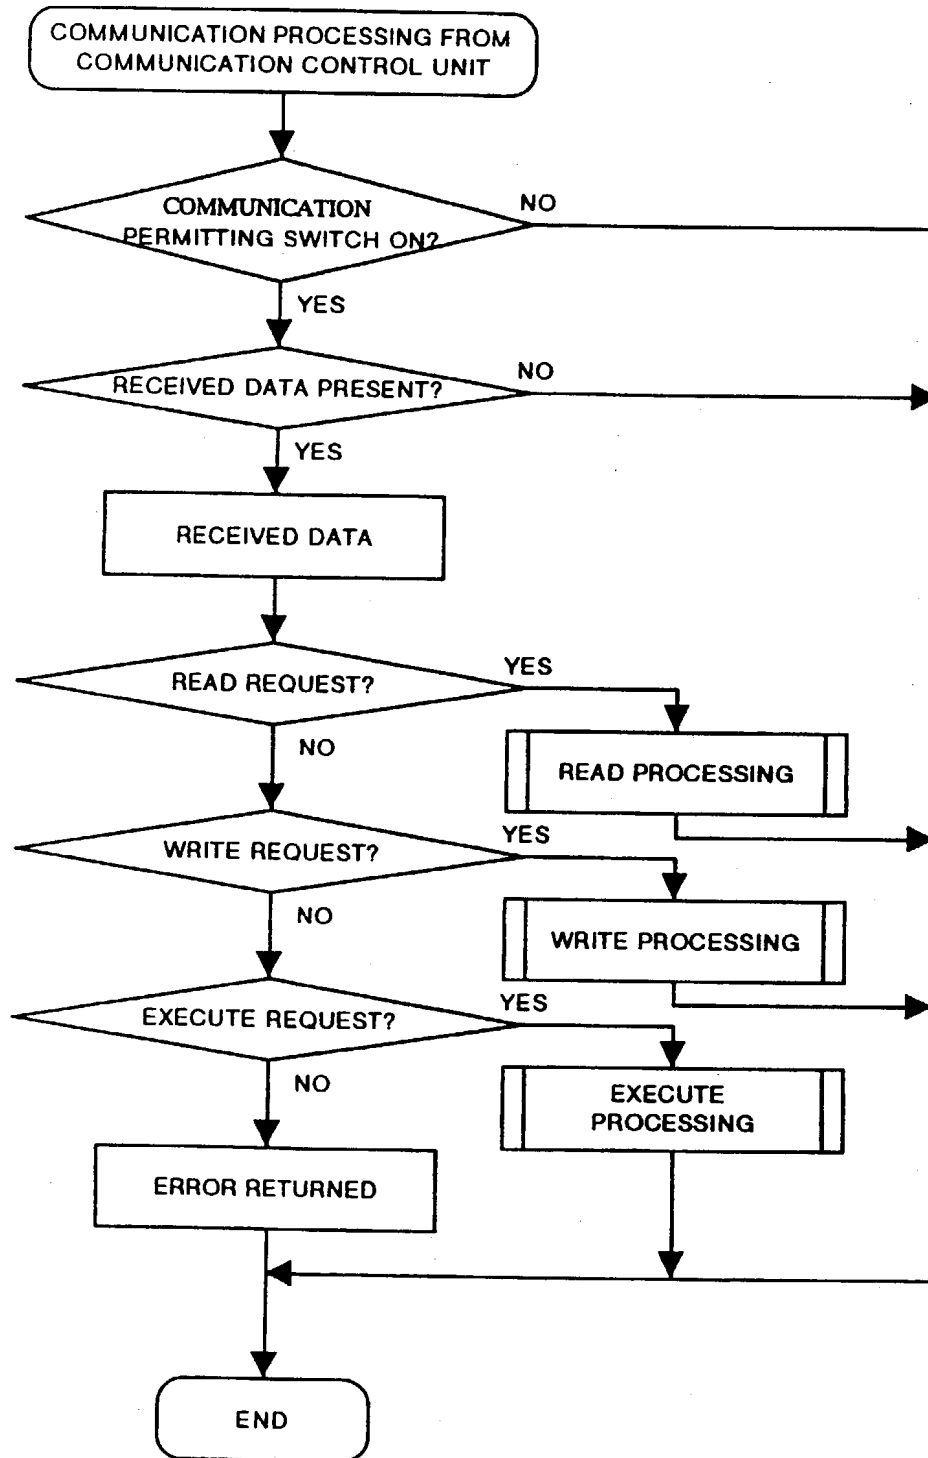 COMMUNICATION PROCESSING FROM
COMMUNICATION CONTROL UNIT
COMMUNICATION
PERMITTING SWITCH ON?
NO
YES
RECEIVED DATA PRESENT?
NO
YES
RECEIVED DATA
READ REQUEST?
YES
NO
READ PROCESSING
WRITE REQUEST?
YES
NO
WRITE PROCESSING
EXECUTE REQUEST?
YES
NO
EXECUTE
PROCESSING
ERROR RETURNED
END